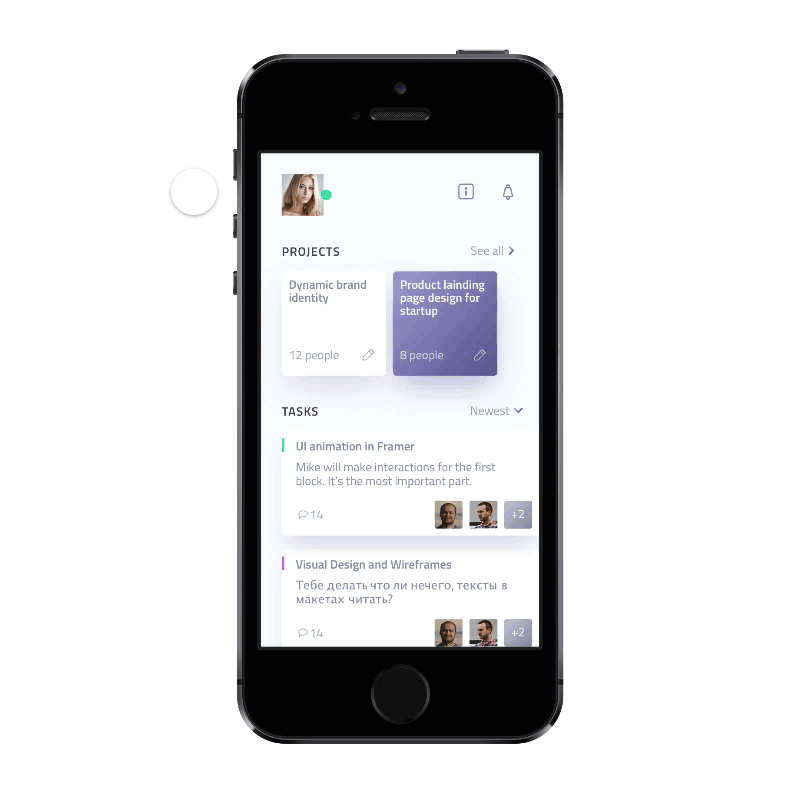 PROJECTS
See all
Dynamic brand
identity
12 people
Product lainding
page design for
startup
8 people
TASKS
Newest
UI animation in Framer
Mike will make interactions for the first
block. It's the most important part.
14
+2
Visual Design and Wireframes
Тебе делать что ли нечего, тексты в
макетах читать?
14
+2